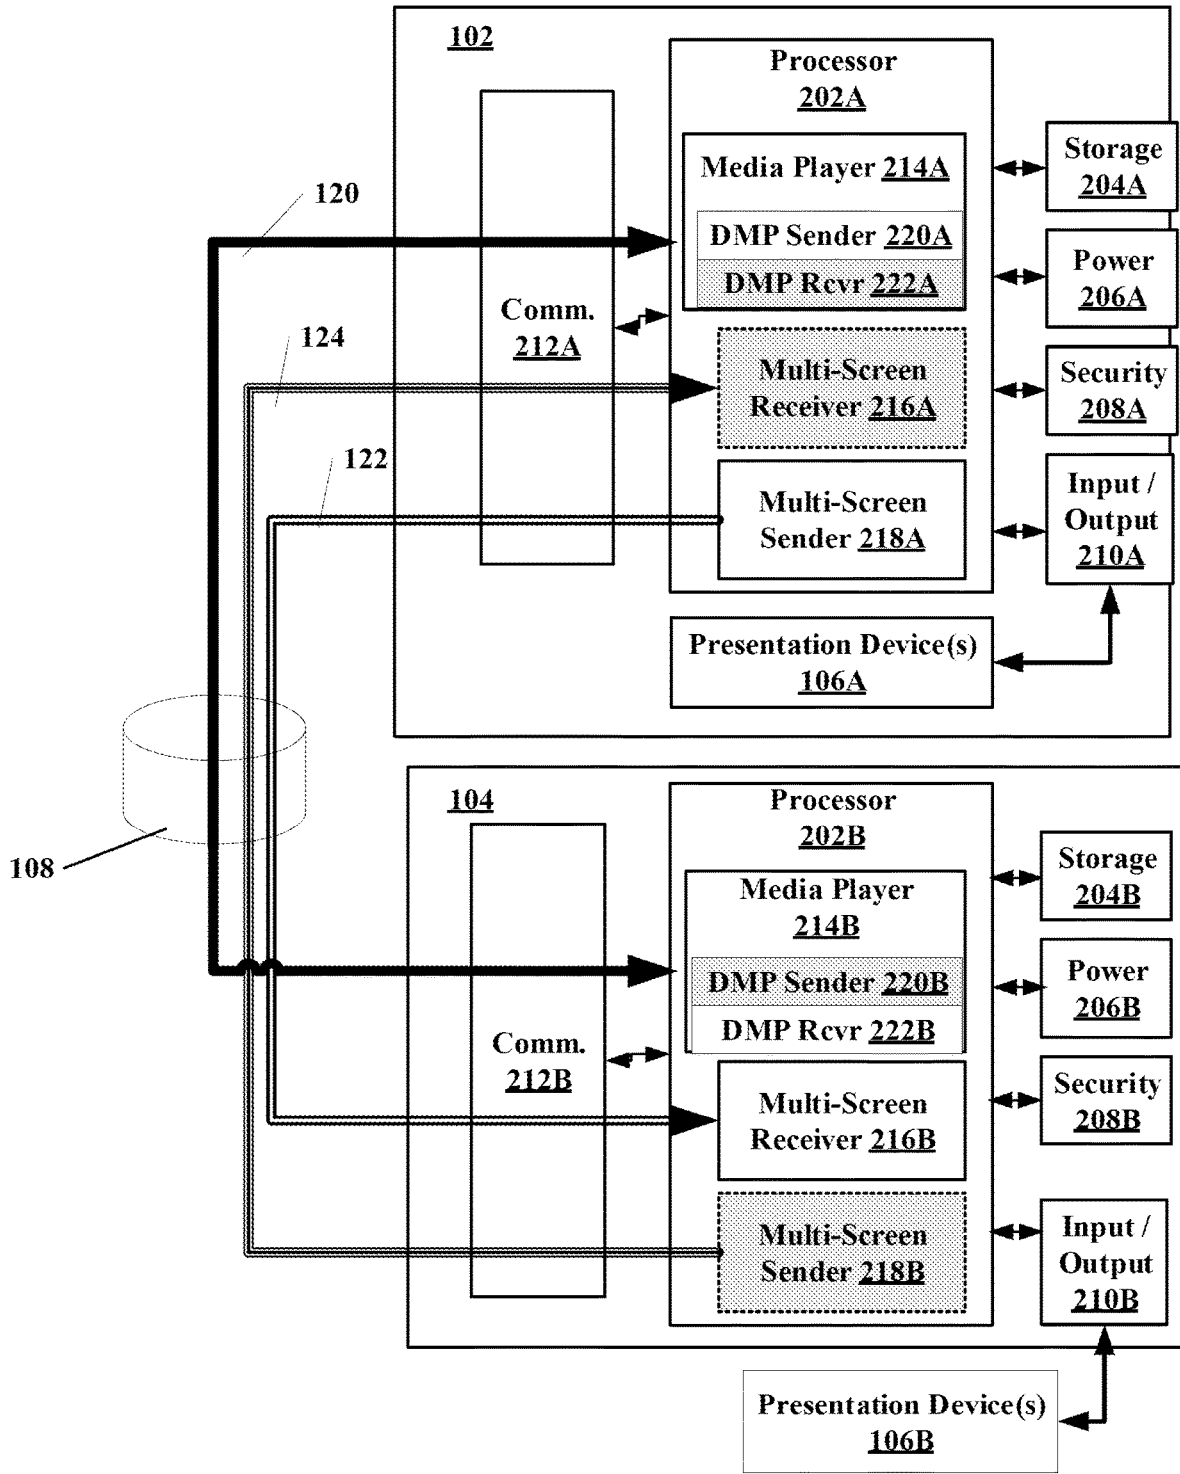 102
Processor
202A
Media Player 214A
DMP Sender 220A
DMP Rcvr 222A
Multi-Screen
Receiver 216A
Multi-Screen
Sender 218A
Comm.
212A
Storage
204A
Power
206A
Security
208A
Input /
Output
210A
Presentation Device(s)
106A
120
124
122
108
104
Processor
202B
Media Player
214B
DMP Sender 220B
DMP Rcvr 222B
Multi-Screen
Receiver 216B
Multi-Screen
Sender 218B
Comm.
212B
Storage
204B
Power
206B
Security
208B
Input /
Output
210B
Presentation Device(s)
106B